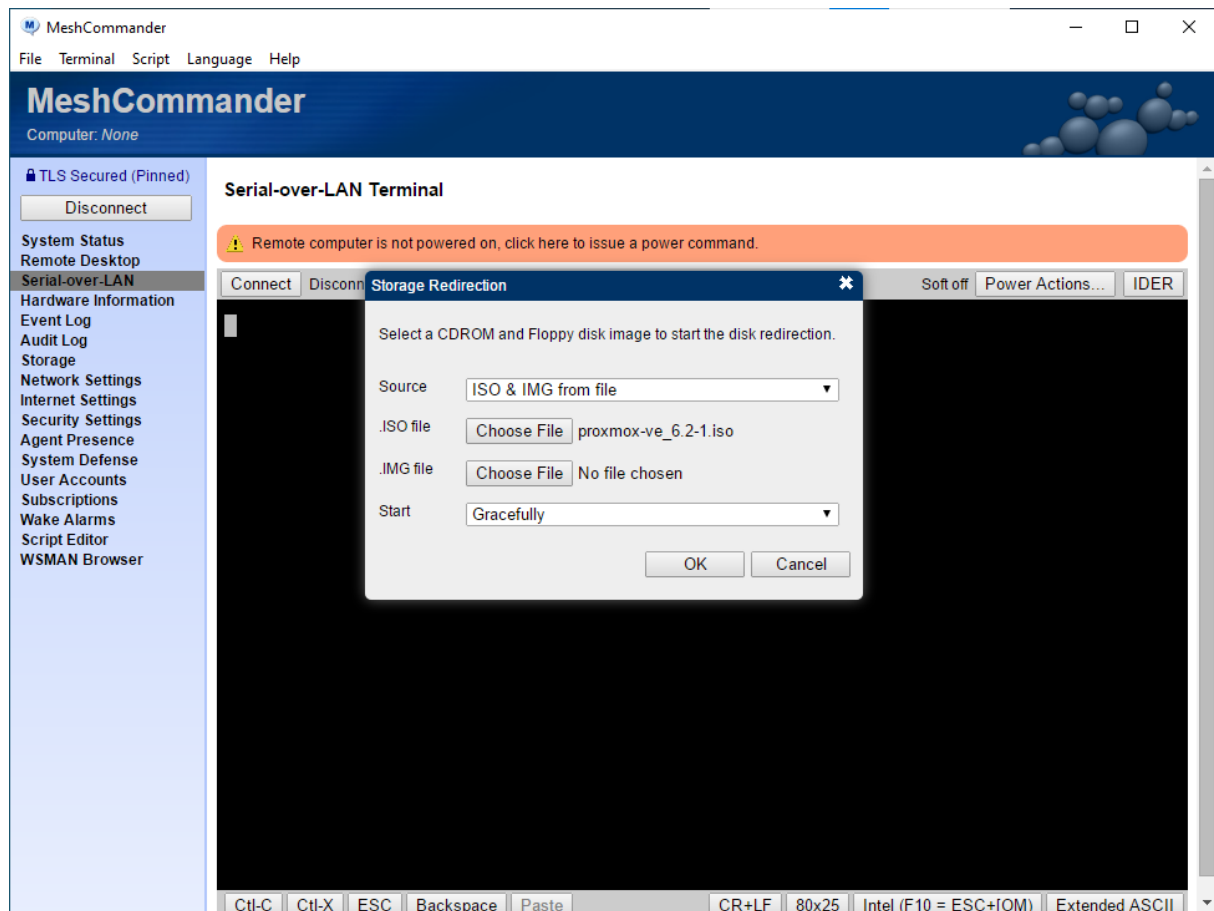 MeshCommander
File Terminal Script Language Help
MeshCommander
Computer: None
TLS Secured (Pinned)
Disconnect
System Status
Remote Desktop
Serial-over-LAN
Hardware Information
Event Log
Audit Log
Storage
Network Settings
Internet Settings
Security Settings
Agent Presence
System Defense
User Accounts
Subscriptions
Wake Alarms
Script Editor
WSMAN Browser
Serial-over-LAN Terminal
Remote computer is not powered on, click here to issue a power command.
Connect Disconn Soft off Power Actions... IDER
Storage Redirection
Select a CDROM and Floppy disk image to start the disk redirection.
Source ISO & IMG from file
.ISO file Choose File proxmox-ve_6.2-1.iso
.IMG file Choose File No file chosen
Start Gracefully
OK Cancel
Ctl-C Ctl-X ESC Backspace Paste CR+LF 80x25 Intel (F10 = ESC+[OM) Extended ASCII